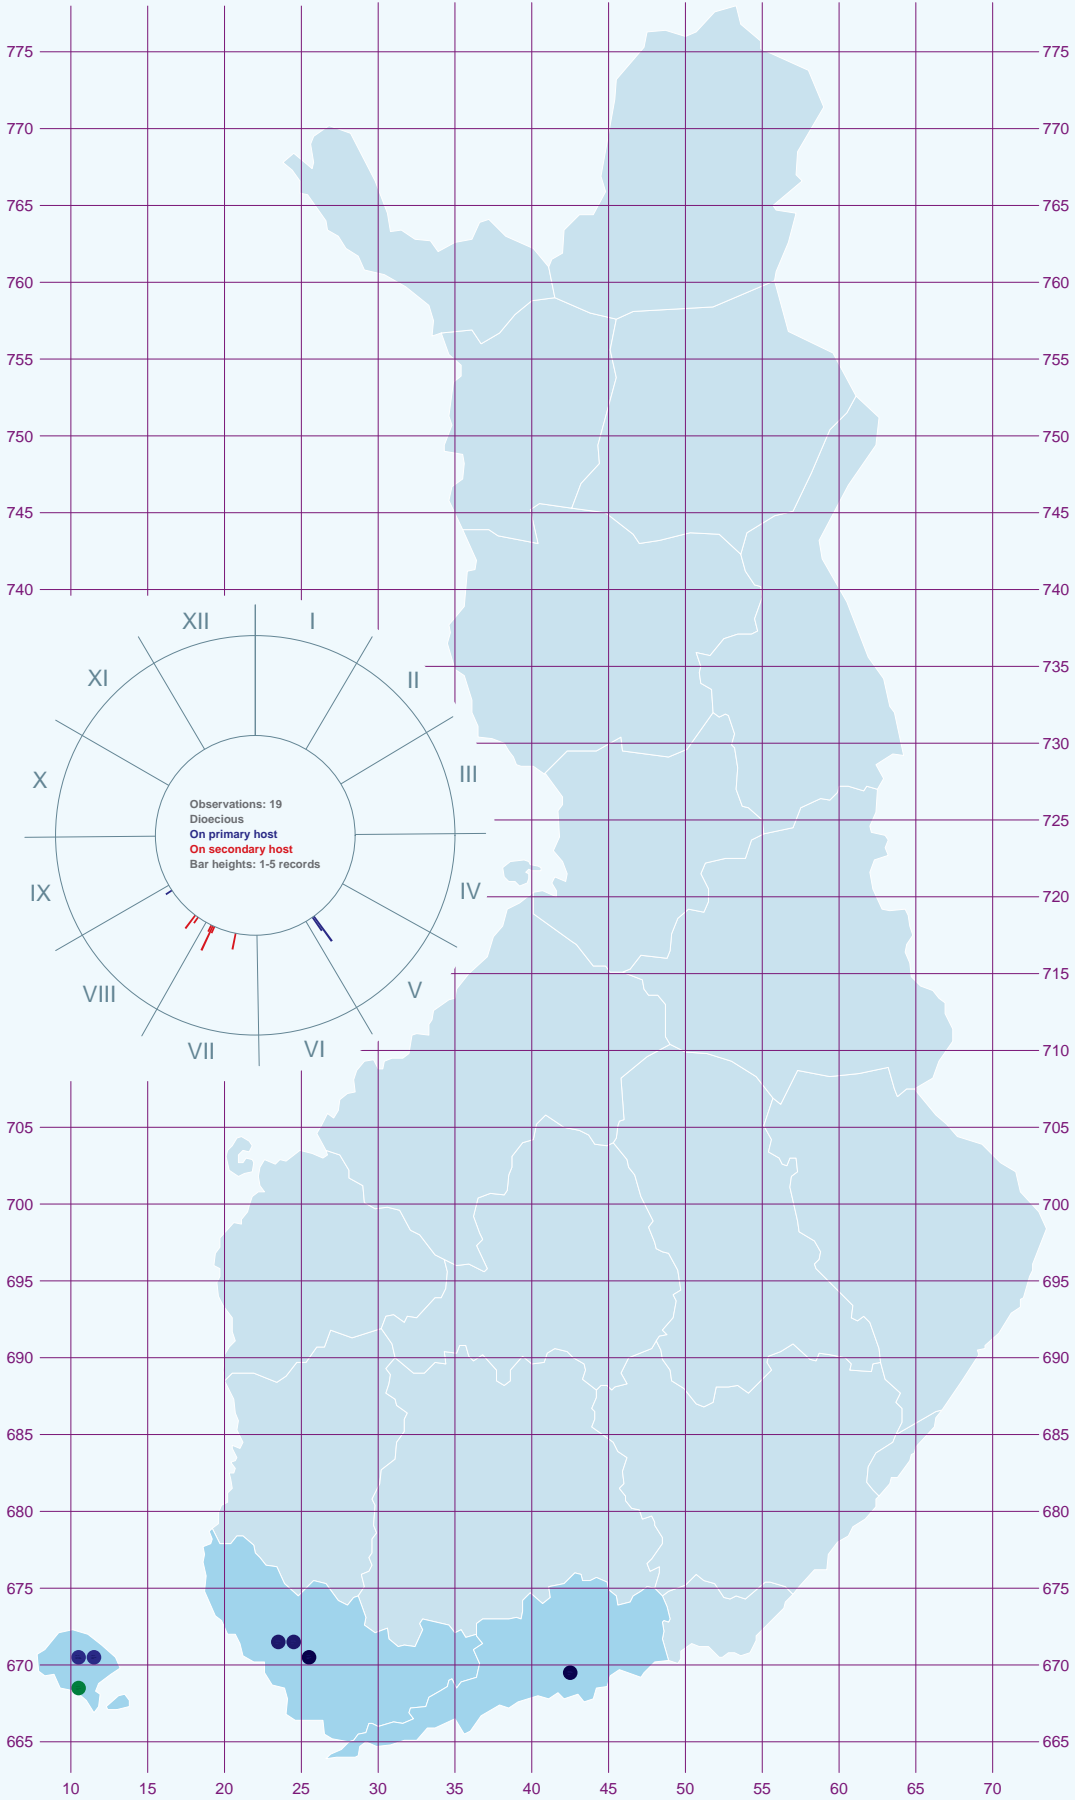 775 775
770 770
765 765
760 760
755 755
750 750
745 745
740 740
XII I
XI II
735
730
X III
Observations: 19
Dioecious
On primary host
On secondary host
Bar heights: 1-5 records
725
IX IV
720
VIII V
715
VII VI
710
705 705
700 700
695 695
690 690
685 685
680 680
675 675
670 670
665 665
10 15 20 25 30 35 40 45 50 55 60 65 70